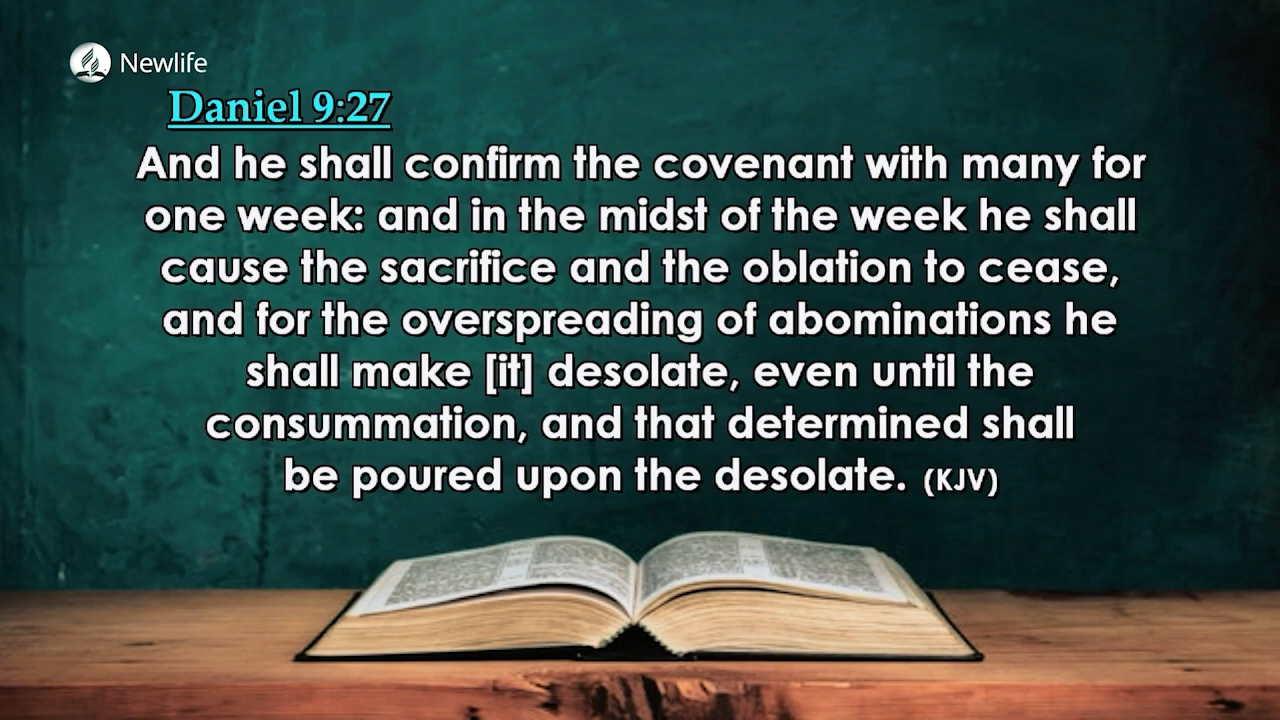 Newlife
Daniel 9:27
And he shall confirm the covenant with many for
one week: and in the midst of the week he shall
cause the sacrifice and the oblation to cease,
and for the overspreading of abominations he
shall make [it] desolate, even until the
consummation, and that determined shall
be poured upon the desolate. (KJV)